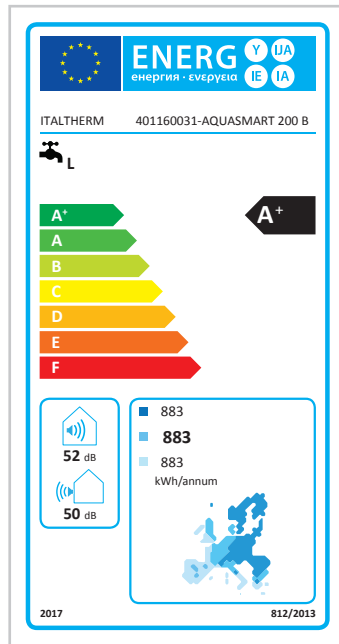 ENERG Y IJA
енергия · ενεργεια IE IA
ITALTHERM 401160031-AQUASMART 200 B
L
A+ A+
A
B
C
D
E
F
883
883
883
kWh/annum
52 dB
50 dB
2017 812/2013